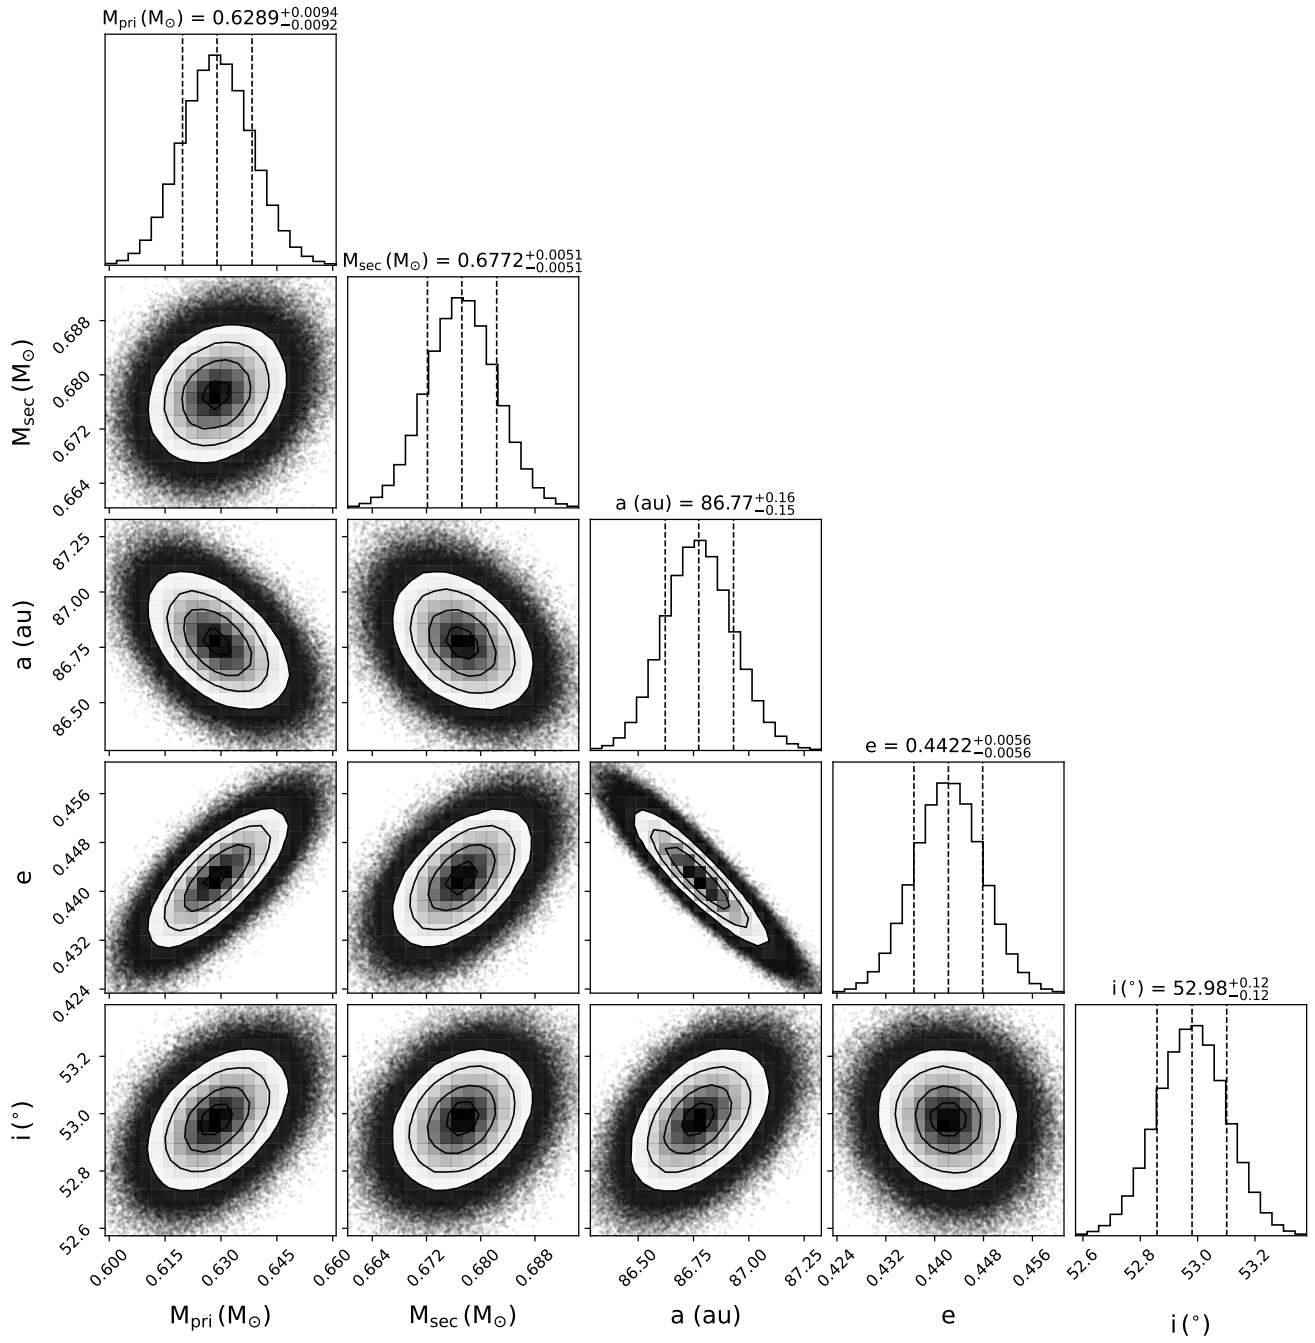 M_pri (M_⊙) = 0.6289^{+0.0094}_{−0.0092}
M_sec (M_⊙) = 0.6772^{+0.0051}_{−0.0051}
M_sec (M_⊙)
0.688
0.680
0.672
0.664
a (au) = 86.77^{+0.16}_{−0.15}
a (au)
87.25
87.00
86.75
86.50
e = 0.4422^{+0.0056}_{−0.0056}
e
0.456
0.448
0.440
0.432
0.424
i (°) = 52.98^{+0.12}_{−0.12}
i (°)
53.2
53.0
52.8
52.6
0.600 0.615 0.630 0.645 0.660 0.664 0.672 0.680 0.688 86.50 86.75 87.00 87.25 0.424 0.432 0.440 0.448 0.456 52.6 52.8 53.0 53.2
M_pri (M_⊙) M_sec (M_⊙) a (au) e i (°)